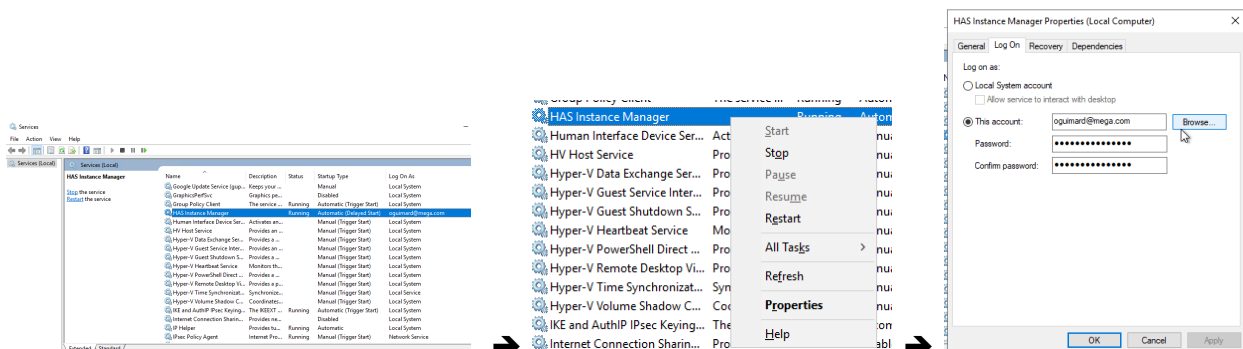 Services
File Action View Help
Services (Local)
Services (Local)
HAS Instance Manager
Stop the service
Restart the service
Name Description Status Startup Type Log On As
Google Update Service (gup... Keeps your ... Manual Local System
GraphicsPerfSvc Graphics pe... Disabled Local System
Group Policy Client The service ... Running Automatic (Trigger Start) Local System
HAS Instance Manager Running Automatic (Delayed Start) oguimard@mega.com
Human Interface Device Ser... Activates an... Manual (Trigger Start) Local System
HV Host Service Provides an ... Manual (Trigger Start) Local System
Hyper-V Data Exchange Ser... Provides a ... Manual (Trigger Start) Local System
Hyper-V Guest Service Inter... Provides an ... Manual (Trigger Start) Local System
Hyper-V Guest Shutdown S... Provides a ... Manual (Trigger Start) Local System
Hyper-V Heartbeat Service Monitors th... Manual (Trigger Start) Local System
Hyper-V PowerShell Direct ... Provides a ... Manual (Trigger Start) Local System
Hyper-V Remote Desktop Vi... Provides a p... Manual (Trigger Start) Local System
Hyper-V Time Synchronizat... Synchronize... Manual (Trigger Start) Local Service
Hyper-V Volume Shadow C... Coordinates... Manual (Trigger Start) Local System
IKE and AuthIP IPsec Keying... The IKEEXT ... Running Automatic (Trigger Start) Local System
Internet Connection Sharin... Provides ne... Disabled Local System
IP Helper Provides tu... Running Automatic Local System
IPsec Policy Agent Internet Pro... Running Manual (Trigger Start) Network Service
Extended Standard
Group Policy Client The service ... Running Autom
HAS Instance Manager Running Autom
Human Interface Device Ser... Act
HV Host Service Pro
Hyper-V Data Exchange Ser... Pro
Hyper-V Guest Service Inter... Pro
Hyper-V Guest Shutdown S... Pro
Hyper-V Heartbeat Service Mo
Hyper-V PowerShell Direct ... Pro
Hyper-V Remote Desktop Vi... Pro
Hyper-V Time Synchronizat... Syn
Hyper-V Volume Shadow C... Coo
IKE and AuthIP IPsec Keying... The
Internet Connection Sharin... Pro
Start
Stop
Pause
Resume
Restart
All Tasks
Refresh
Properties
Help
HAS Instance Manager Properties (Local Computer)
General Log On Recovery Dependencies
Log on as:
Local System account
Allow service to interact with desktop
This account: oguimard@mega.com Browse...
Password:
Confirm password:
OK Cancel Apply